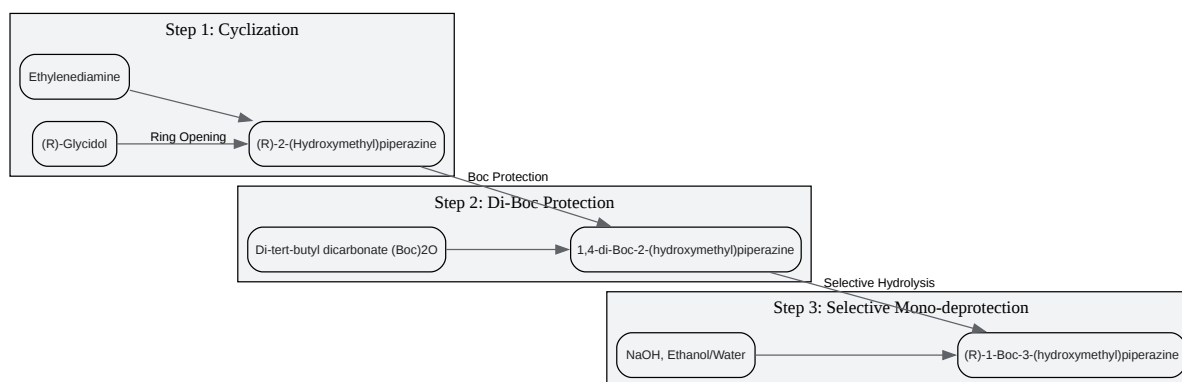 Step 1: Cyclization
Ethylenediamine
(R)-Glycidol
Ring Opening
(R)-2-(Hydroxymethyl)piperazine
Boc Protection
Step 2: Di-Boc Protection
Di-tert-butyl dicarbonate (Boc)2O
1,4-di-Boc-2-(hydroxymethyl)piperazine
Selective Hydrolysis
Step 3: Selective Mono-deprotection
NaOH, Ethanol/Water
(R)-1-Boc-3-(hydroxymethyl)piperazine